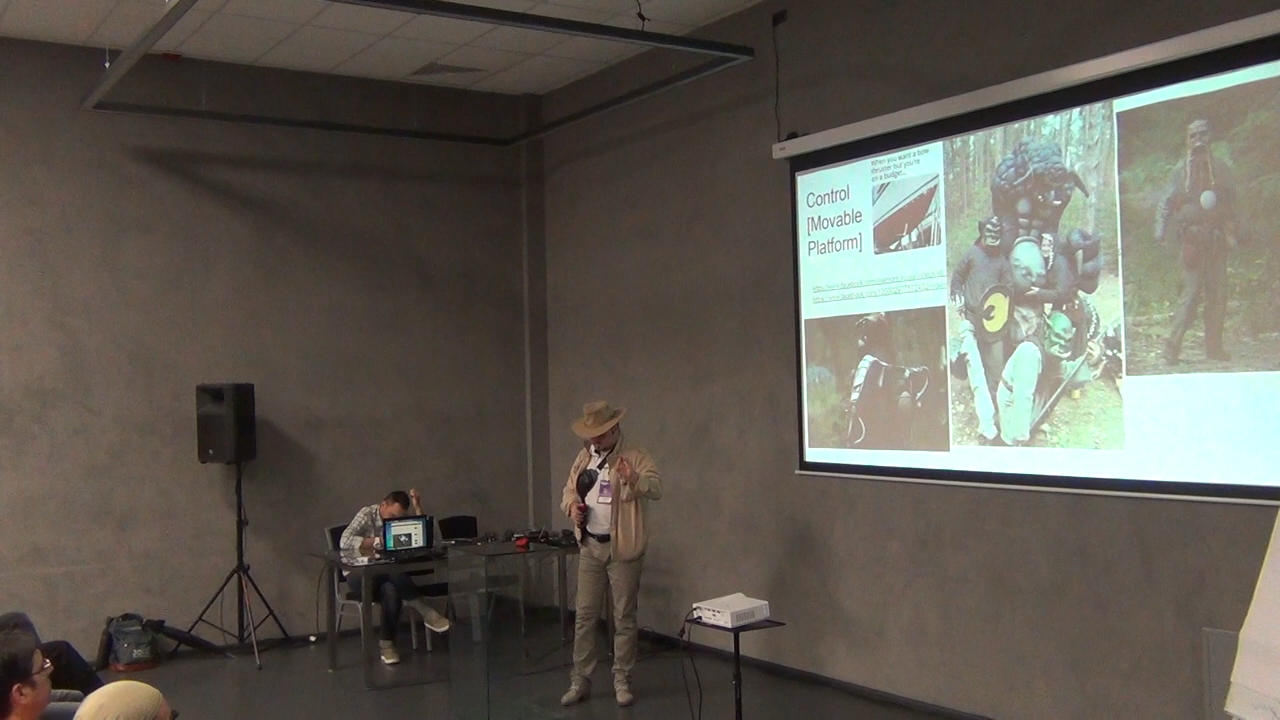 When you want a bow
thruster but you're
on a budget...
Control
[Movable
Platform]